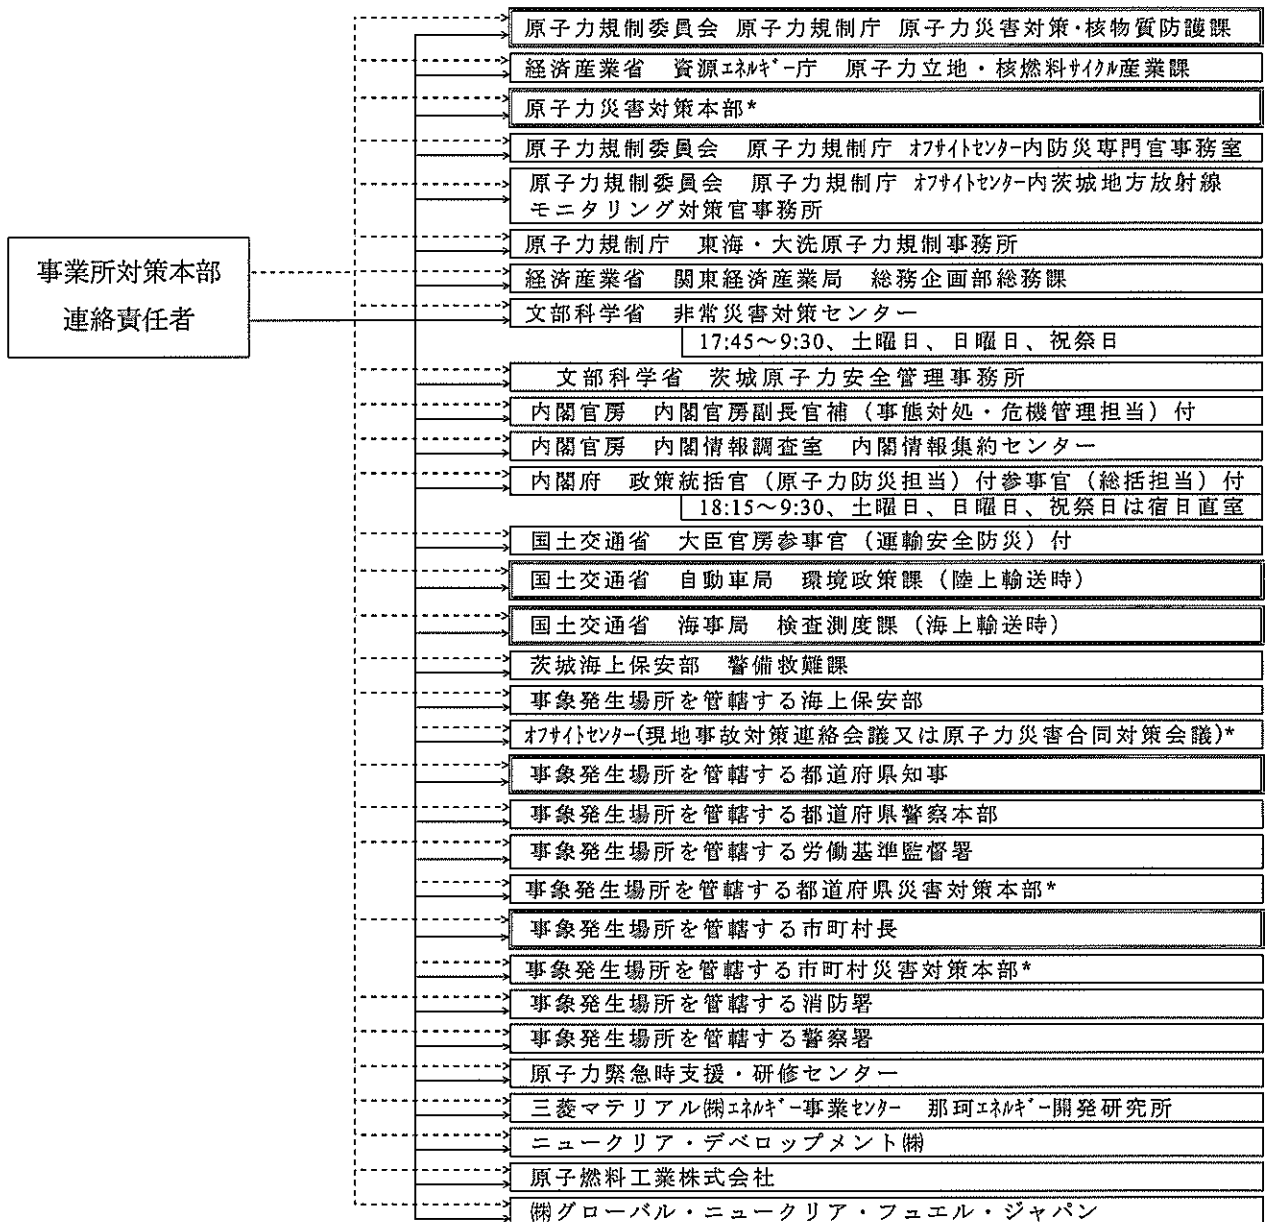 原子力規制委員会 原子力規制庁 原子力災害対策・核物質防護課
経済産業省 資源エネルギー庁 原子力立地・核燃料サイクル産業課
原子力災害対策本部*
原子力規制委員会 原子力規制庁 オフサイトセンター内防災専門官事務室
原子力規制委員会 原子力規制庁 オフサイトセンター内茨城地方放射線
モニタリング対策官事務所
原子力規制庁 東海・大洗原子力規制事務所
事業所対策本部
連絡責任者
経済産業省 関東経済産業局 総務企画部総務課
文部科学省 非常災害対策センター
17:45～9:30、土曜日、日曜日、祝祭日
文部科学省 茨城原子力安全管理事務所
内閣官房 内閣官房副長官補（事態対処・危機管理担当）付
内閣官房 内閣情報調査室 内閣情報集約センター
内閣府 政策統括官（原子力防災担当）付参事官（総括担当）付
18:15～9:30、土曜日、日曜日、祝祭日は宿日直室
国土交通省 大臣官房参事官（運輸安全防災）付
国土交通省 自動車局 環境政策課（陸上輸送時）
国土交通省 海事局 検査測度課（海上輸送時）
茨城海上保安部 警備救難課
事象発生場所を管轄する海上保安部
オフサイトセンター(現地事故対策連絡会議又は原子力災害合同対策会議)*
事象発生場所を管轄する都道府県知事
事象発生場所を管轄する都道府県警察本部
事象発生場所を管轄する労働基準監督署
事象発生場所を管轄する都道府県災害対策本部*
事象発生場所を管轄する市町村長
事象発生場所を管轄する市町村災害対策本部*
事象発生場所を管轄する消防署
事象発生場所を管轄する警察署
原子力緊急時支援・研修センター
三菱マテリアル㈱エネルギー事業センター 那珂エネルギー開発研究所
ニュークリア・デベロップメント㈱
原子燃料工業株式会社
㈱グローバル・ニュークリア・フュエル・ジャパン